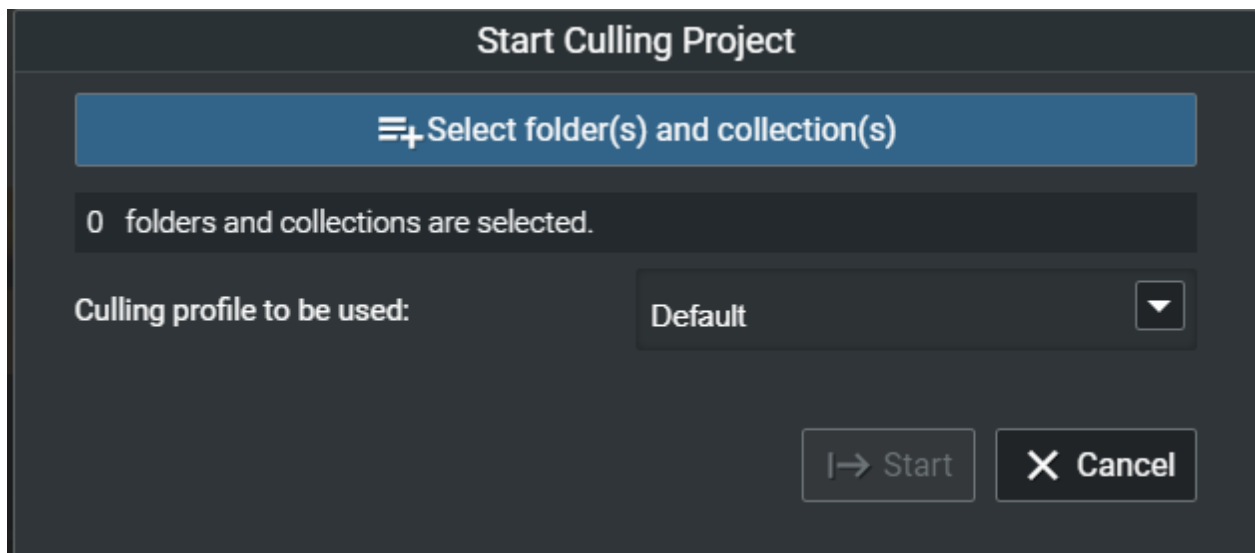 Start Culling Project
Select folder(s) and collection(s)
0 folders and collections are selected.
Culling profile to be used: Default
Start Cancel